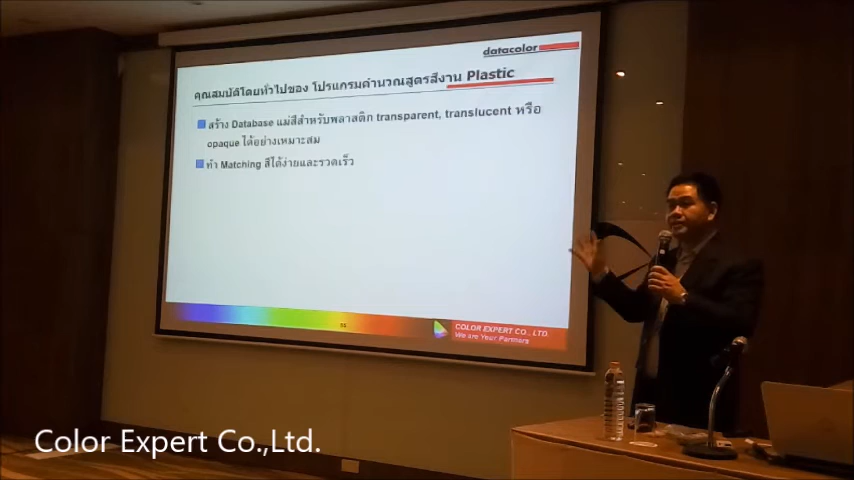 datacolor
คุณสมบัติโดยทั่วไปของ โปรแกรมคำนวณสูตรสีงาน Plastic
สร้าง Database แม่สีสำหรับพลาสติก transparent, translucent หรือ
opaque ได้อย่างเหมาะสม
ทำ Matching สีได้ง่ายและรวดเร็ว
COLOR EXPERT CO., LTD
We are Your Partners
Color Expert Co.,Ltd.